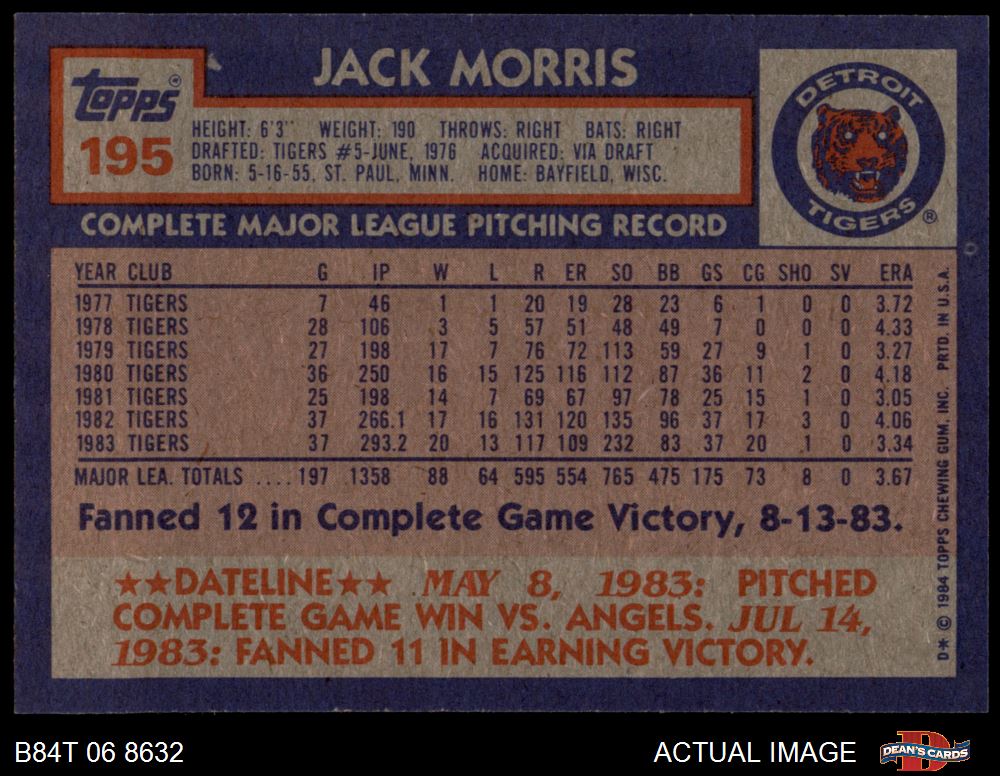 JACK MORRIS
Topps®
195
HEIGHT: 6'3" WEIGHT: 190 THROWS: RIGHT BATS: RIGHT
DRAFTED: TIGERS #5-JUNE, 1976 ACQUIRED: VIA DRAFT
BORN: 5-16-55, ST. PAUL, MINN. HOME: BAYFIELD, WISC.
DETROIT
TIGERS®
COMPLETE MAJOR LEAGUE PITCHING RECORD
YEAR CLUB G IP W L R ER SO BB GS CG SHO SV ERA
1977 TIGERS 7 46 1 1 20 19 28 23 6 1 0 0 3.72
1978 TIGERS 28 106 3 5 57 51 48 49 7 0 0 0 4.33
1979 TIGERS 27 198 17 7 76 72 113 59 27 9 1 0 3.27
1980 TIGERS 36 250 16 15 125 116 112 87 36 11 2 0 4.18
1981 TIGERS 25 198 14 7 69 67 97 78 25 15 1 0 3.05
1982 TIGERS 37 266.1 17 16 131 120 135 96 37 17 3 0 4.06
1983 TIGERS 37 293.2 20 13 117 109 232 83 37 20 1 0 3.34
MAJOR LEA. TOTALS .... 197 1358 88 64 595 554 765 475 175 73 8 0 3.67
Fanned 12 in Complete Game Victory, 8-13-83.
★★DATELINE★★ MAY 8, 1983: PITCHED
COMPLETE GAME WIN VS. ANGELS. JUL 14,
1983: FANNED 11 IN EARNING VICTORY.
D* © 1984 TOPPS CHEWING GUM, INC. PRTD. IN U.S.A.
B84T 06 8632
ACTUAL IMAGE
D
DEAN'S CARDS